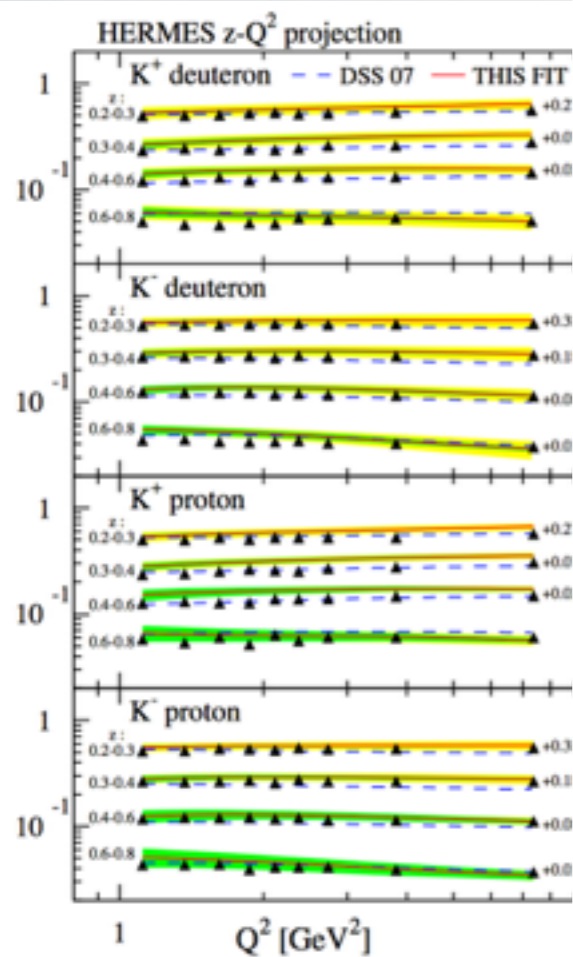 HERMES z-Q² projection
K⁺ deuteron DSS 07 THIS FIT
1
z:
0.2-0.3 +0.2
0.3-0.4 +0.0
10⁻¹ 0.4-0.6 +0.0
0.6-0.8
K⁻ deuteron
1
z:
0.2-0.3 +0.3
0.3-0.4 +0.1
10⁻¹ 0.4-0.6 +0.0
0.6-0.8 +0.0
K⁺ proton
1
z:
0.2-0.3 +0.2
0.3-0.4 +0.0
10⁻¹ 0.4-0.6 +0.0
0.6-0.8
K⁻ proton
1
z:
0.2-0.3 +0.3
0.3-0.4 +0.1
10⁻¹ 0.4-0.6 +0.0
0.6-0.8 +0.0
1 Q² [GeV²]